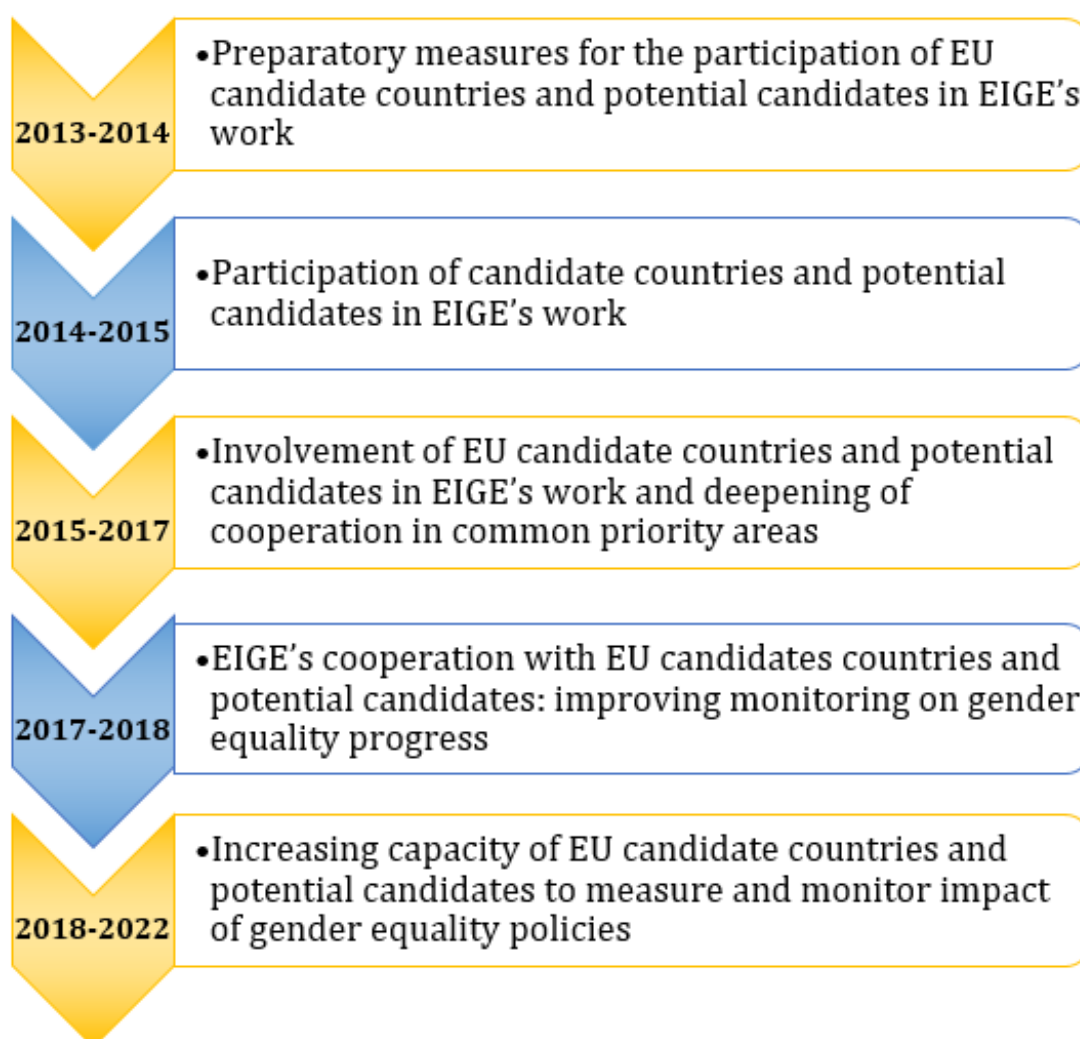 2013-2014
•Preparatory measures for the participation of EU
candidate countries and potential candidates in EIGE's
work
2014-2015
•Participation of candidate countries and potential
candidates in EIGE's work
2015-2017
•Involvement of EU candidate countries and potential
candidates in EIGE's work and deepening of
cooperation in common priority areas
2017-2018
•EIGE's cooperation with EU candidates countries and
potential candidates: improving monitoring on gender
equality progress
2018-2022
•Increasing capacity of EU candidate countries and
potential candidates to measure and monitor impact
of gender equality policies